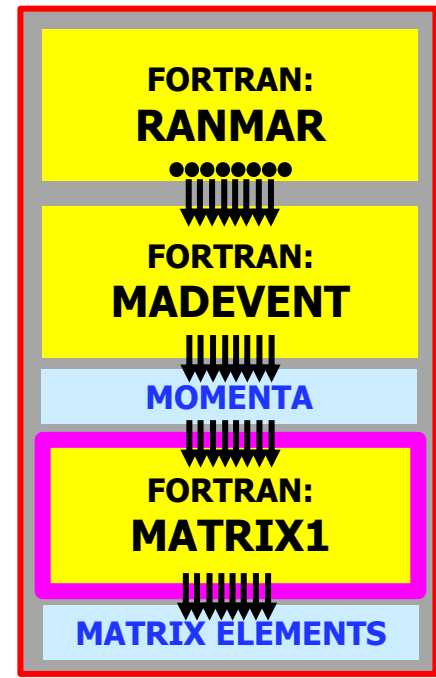 FORTRAN:
RANMAR
FORTRAN:
MADEVENT
MOMENTA
FORTRAN:
MATRIX1
MATRIX ELEMENTS